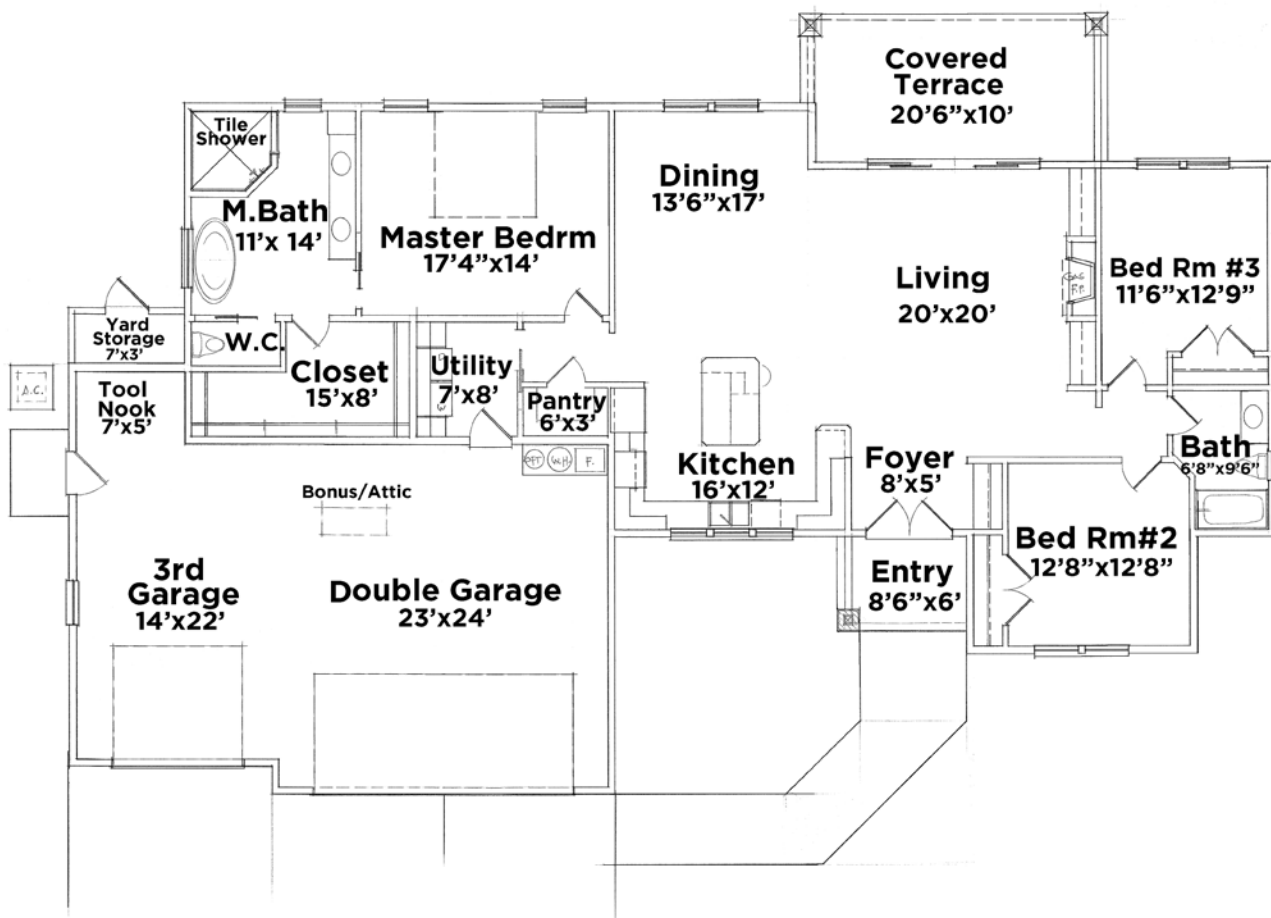 Covered
Terrace
20'6”x10’
Tile
Shower
M.Bath
11’x 14’
Master Bedrm
17’4”x14’
Dining
13’6”x17’
Living
20’x20’
GAS
F.P.
Bed Rm #3
11’6”x12’9”
Yard
Storage
7’x3’
W.C.
Closet
15’x8’
Utility
7’x8’
D
W
Pantry
6’x3’
A.C.
Tool
Nook
7’x5’
Kitchen
16’x12’
Foyer
8’x5’
Bath
6’8”x9’6”
OPT
W.H.
F.
Bonus/Attic
3rd
Garage
14’x22’
Double Garage
23’x24’
Entry
8’6”x6’
Bed Rm#2
12’8”x12’8”